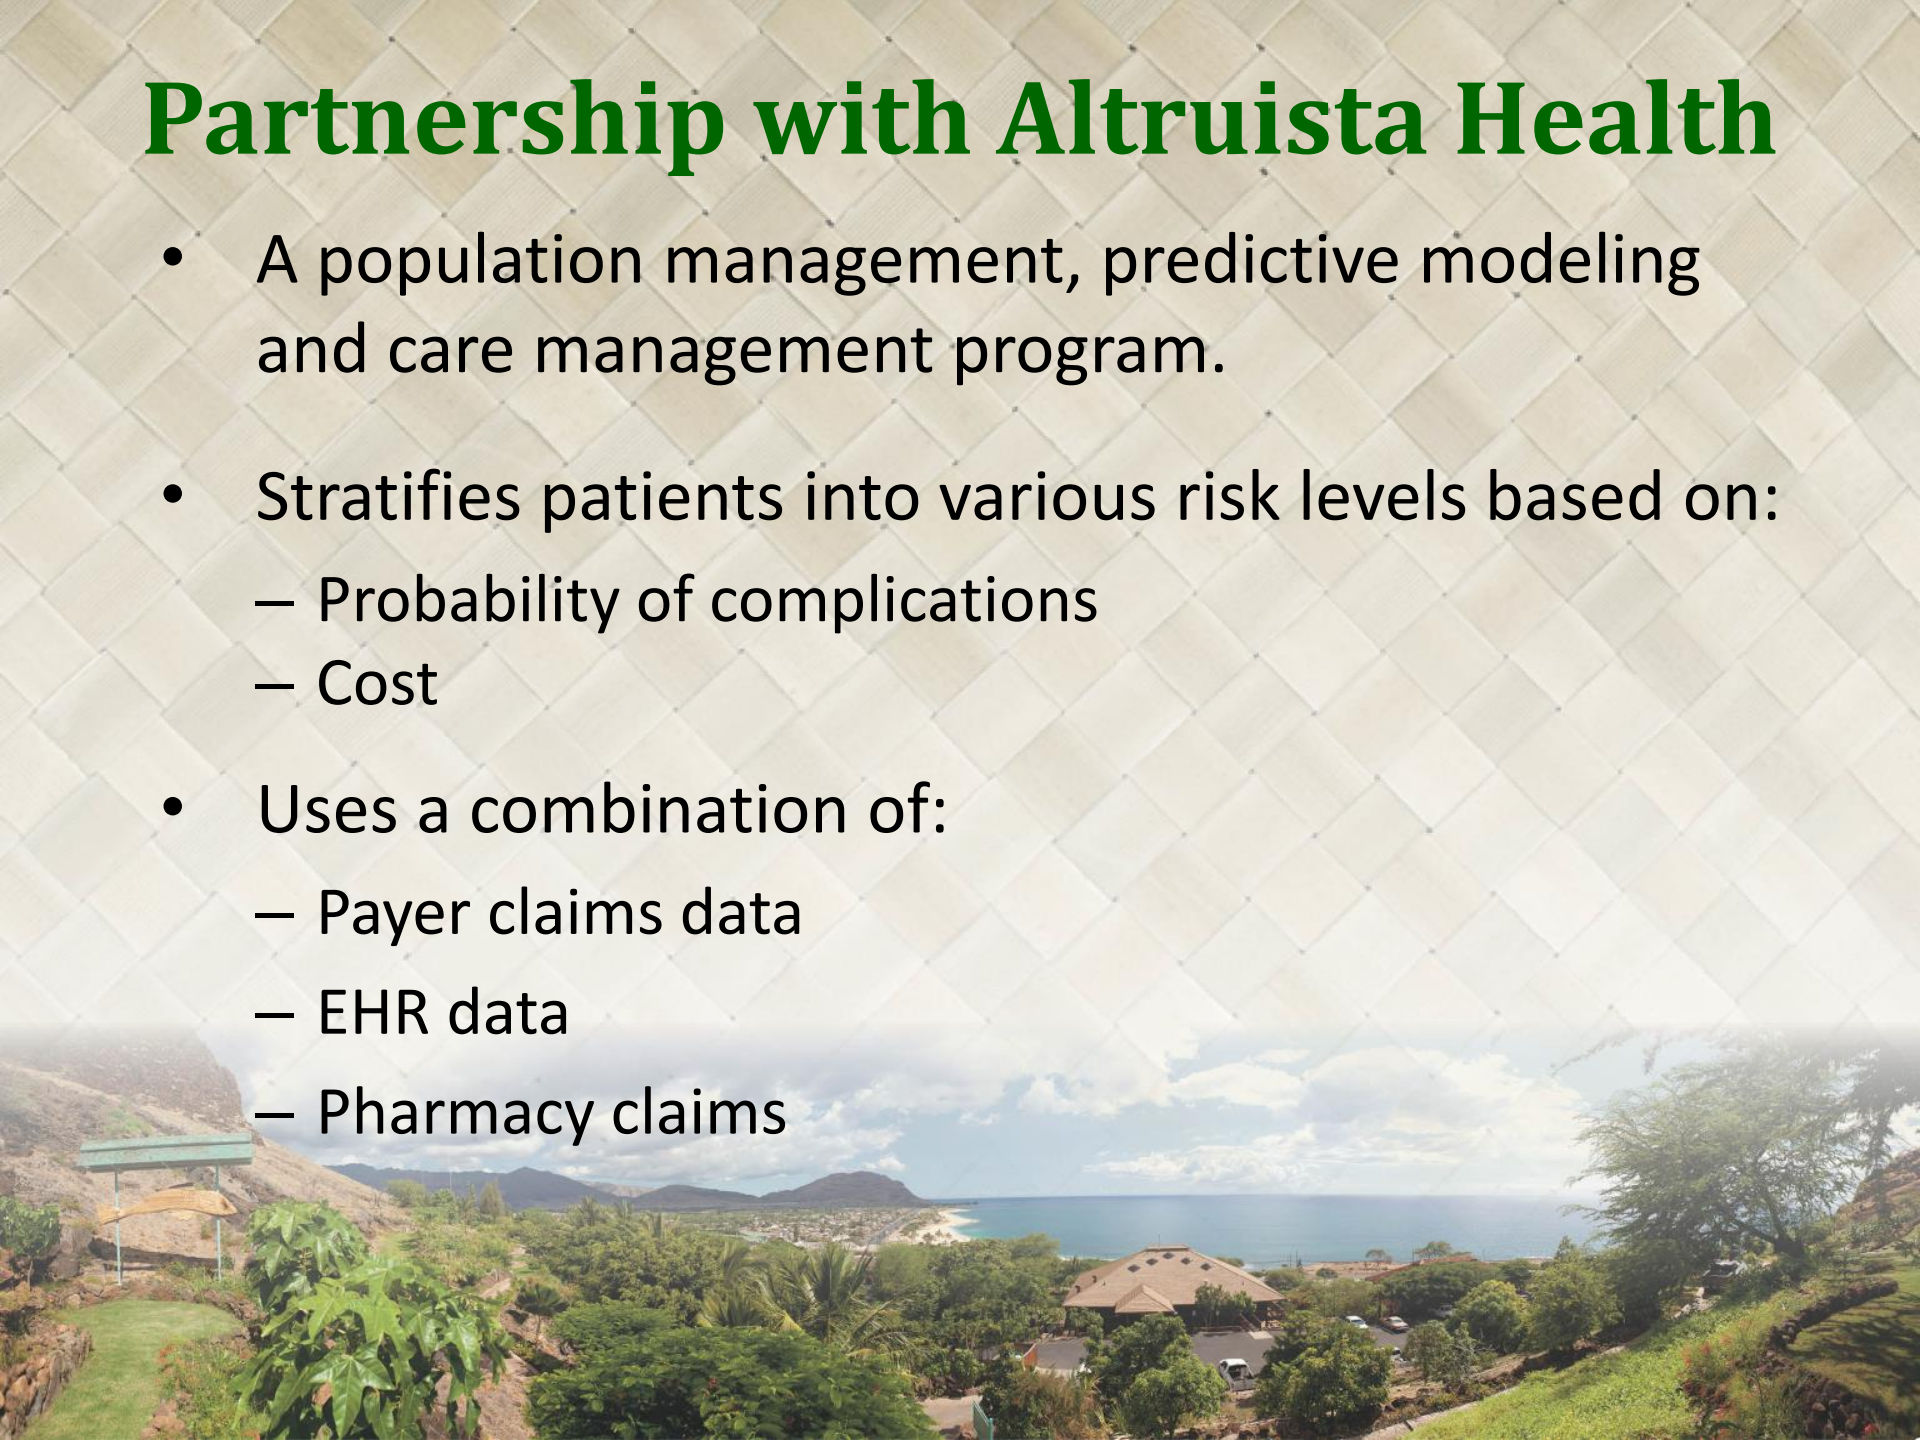 Partnership with Altruista Health
• A population management, predictive modeling
and care management program.
• Stratifies patients into various risk levels based on:
– Probability of complications
– Cost
• Uses a combination of:
– Payer claims data
– EHR data
– Pharmacy claims